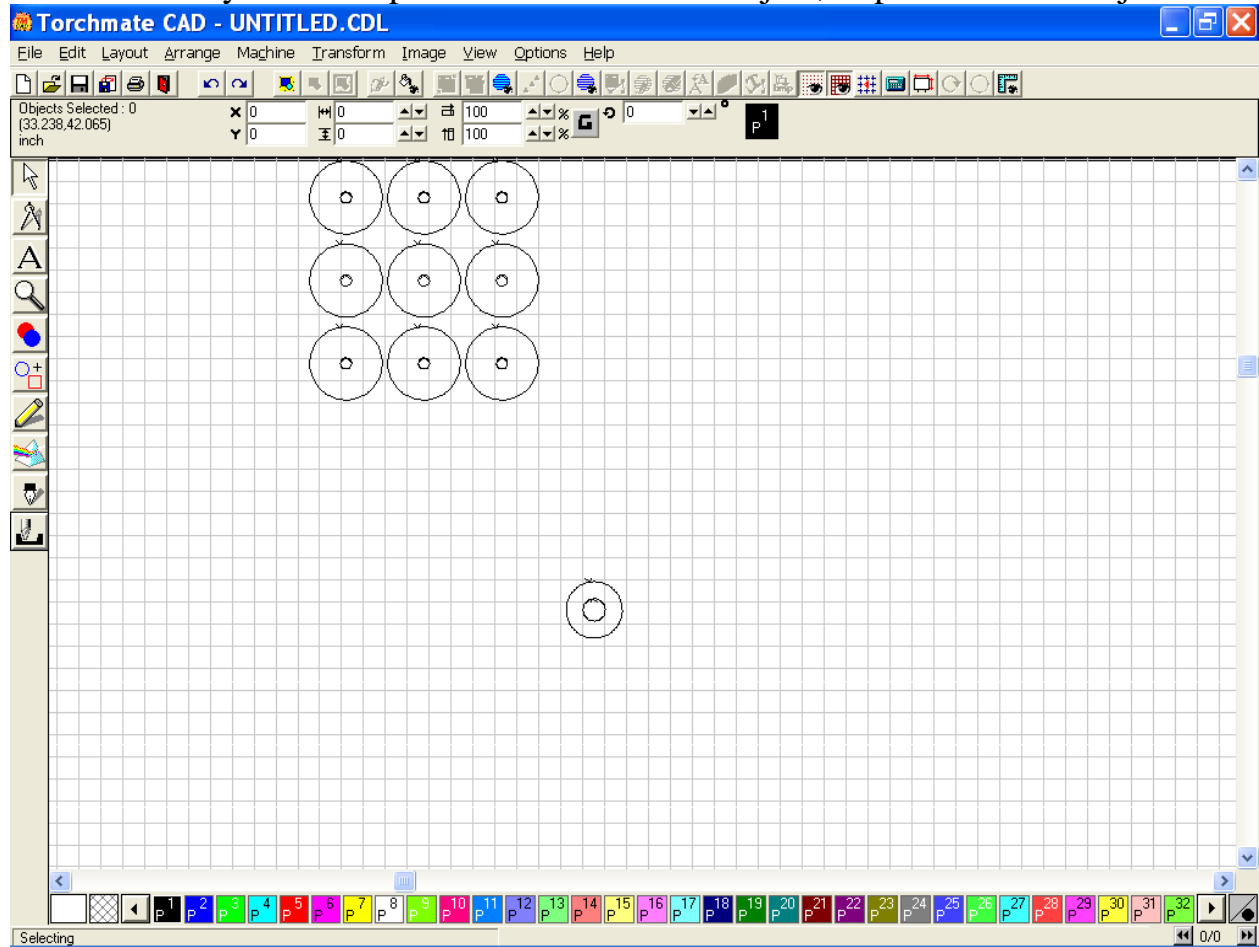 Torchmate CAD - UNTITLED.CDL
File Edit Layout Arrange Machine Transform Image View Options Help
Objects Selected : 0
(33.238,42.065)
inch
X 0
Y 0
0
0
100 %
100 %
G
0 °
P 1
A
P 1 P 2 P 3 P 4 P 5 P 6 P 7 P 8 P 9 P 10 P 11 P 12 P 13 P 14 P 15 P 16 P 17 P 18 P 19 P 20 P 21 P 22 P 23 P 24 P 25 P 26 P 27 P 28 P 29 P 30 P 31 P 32
Selecting
0/0